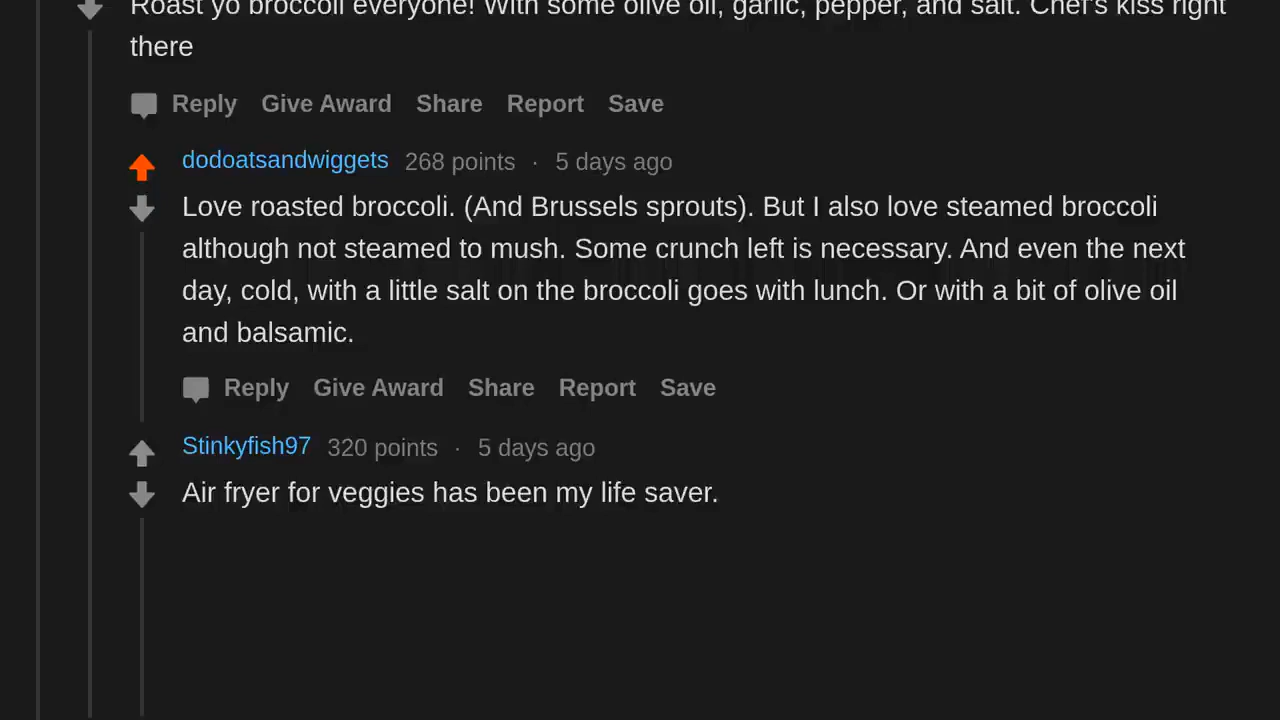 Roast yo broccoli everyone! With some olive oil, garlic, pepper, and salt. Chef's kiss right
there
Reply Give Award Share Report Save
dodoatsandwiggets 268 points · 5 days ago
Love roasted broccoli. (And Brussels sprouts). But I also love steamed broccoli
although not steamed to mush. Some crunch left is necessary. And even the next
day, cold, with a little salt on the broccoli goes with lunch. Or with a bit of olive oil
and balsamic.
Reply Give Award Share Report Save
Stinkyfish97 320 points · 5 days ago
Air fryer for veggies has been my life saver.